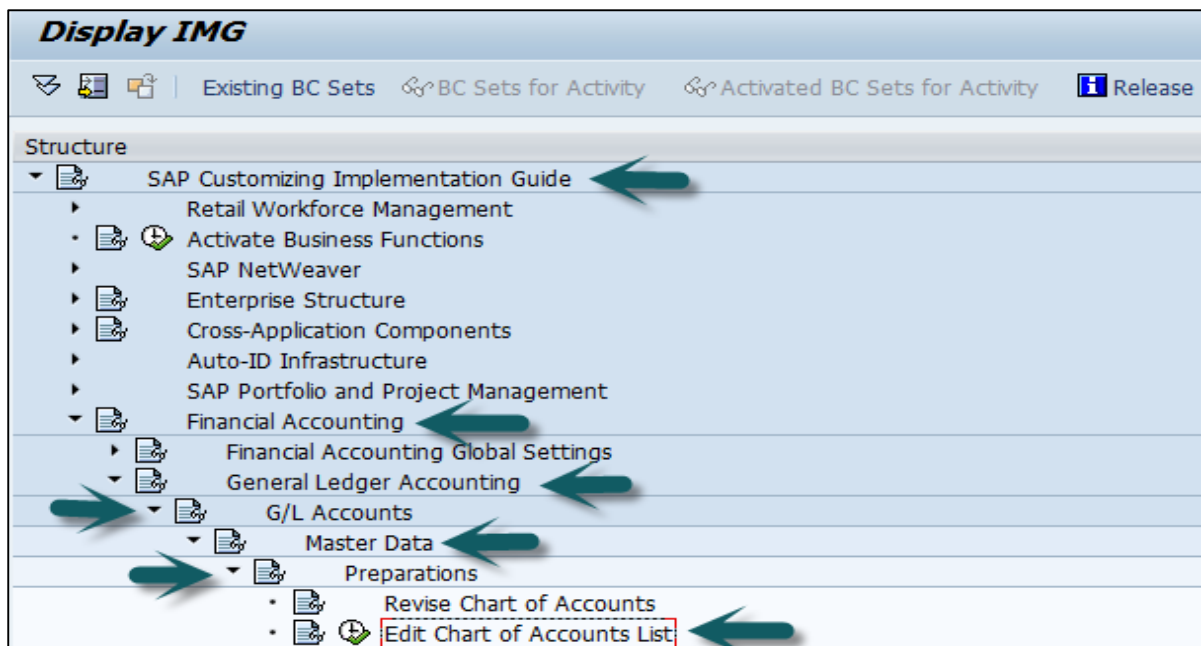 Display IMG
Existing BC Sets BC Sets for Activity Activated BC Sets for Activity Release
Structure
SAP Customizing Implementation Guide
Retail Workforce Management
Activate Business Functions
SAP NetWeaver
Enterprise Structure
Cross-Application Components
Auto-ID Infrastructure
SAP Portfolio and Project Management
Financial Accounting
Financial Accounting Global Settings
General Ledger Accounting
G/L Accounts
Master Data
Preparations
Revise Chart of Accounts
Edit Chart of Accounts List